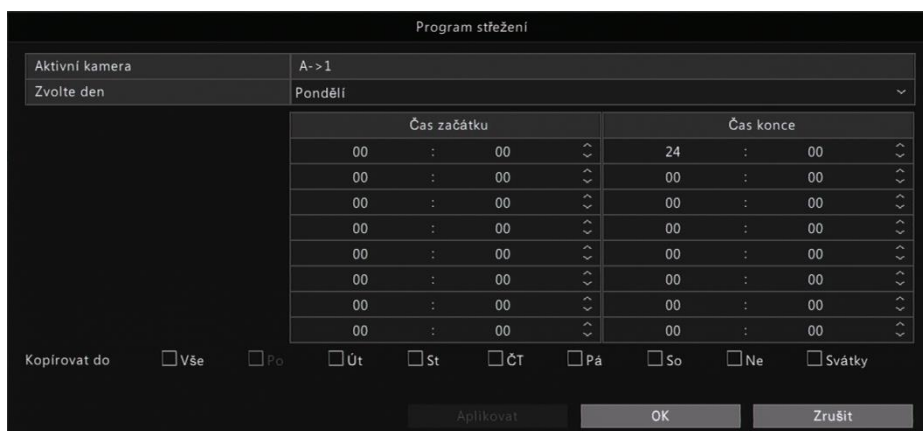 Program střežení
Aktivní kamera A->1
Zvolte den Pondělí
Čas začátku Čas konce
00 : 00 24 : 00
00 : 00 00 : 00
00 : 00 00 : 00
00 : 00 00 : 00
00 : 00 00 : 00
00 : 00 00 : 00
00 : 00 00 : 00
00 : 00 00 : 00
Kopírovat do Vše Po Út St ČT Pá So Ne Svátky
Aplikovat OK Zrušit